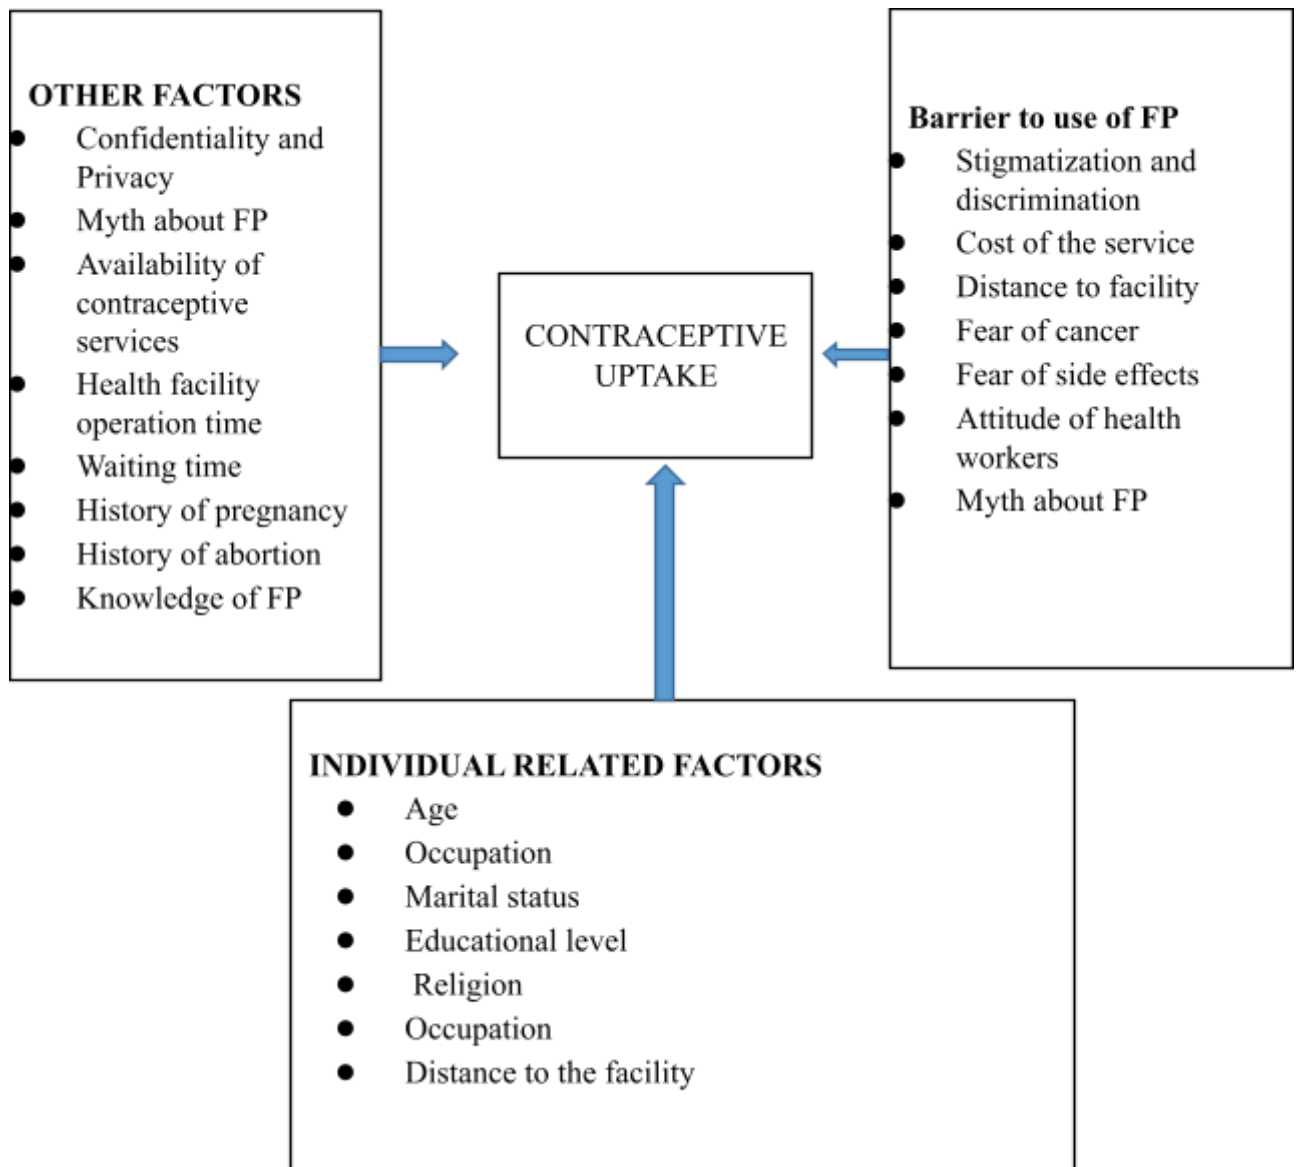 OTHER FACTORS
● Confidentiality and
Privacy
● Myth about FP
● Availability of
contraceptive
services
● Health facility
operation time
● Waiting time
● History of pregnancy
● History of abortion
● Knowledge of FP
CONTRACEPTIVE
UPTAKE
Barrier to use of FP
● Stigmatization and
discrimination
● Cost of the service
● Distance to facility
● Fear of cancer
● Fear of side effects
● Attitude of health
workers
● Myth about FP
INDIVIDUAL RELATED FACTORS
● Age
● Occupation
● Marital status
● Educational level
● Religion
● Occupation
● Distance to the facility